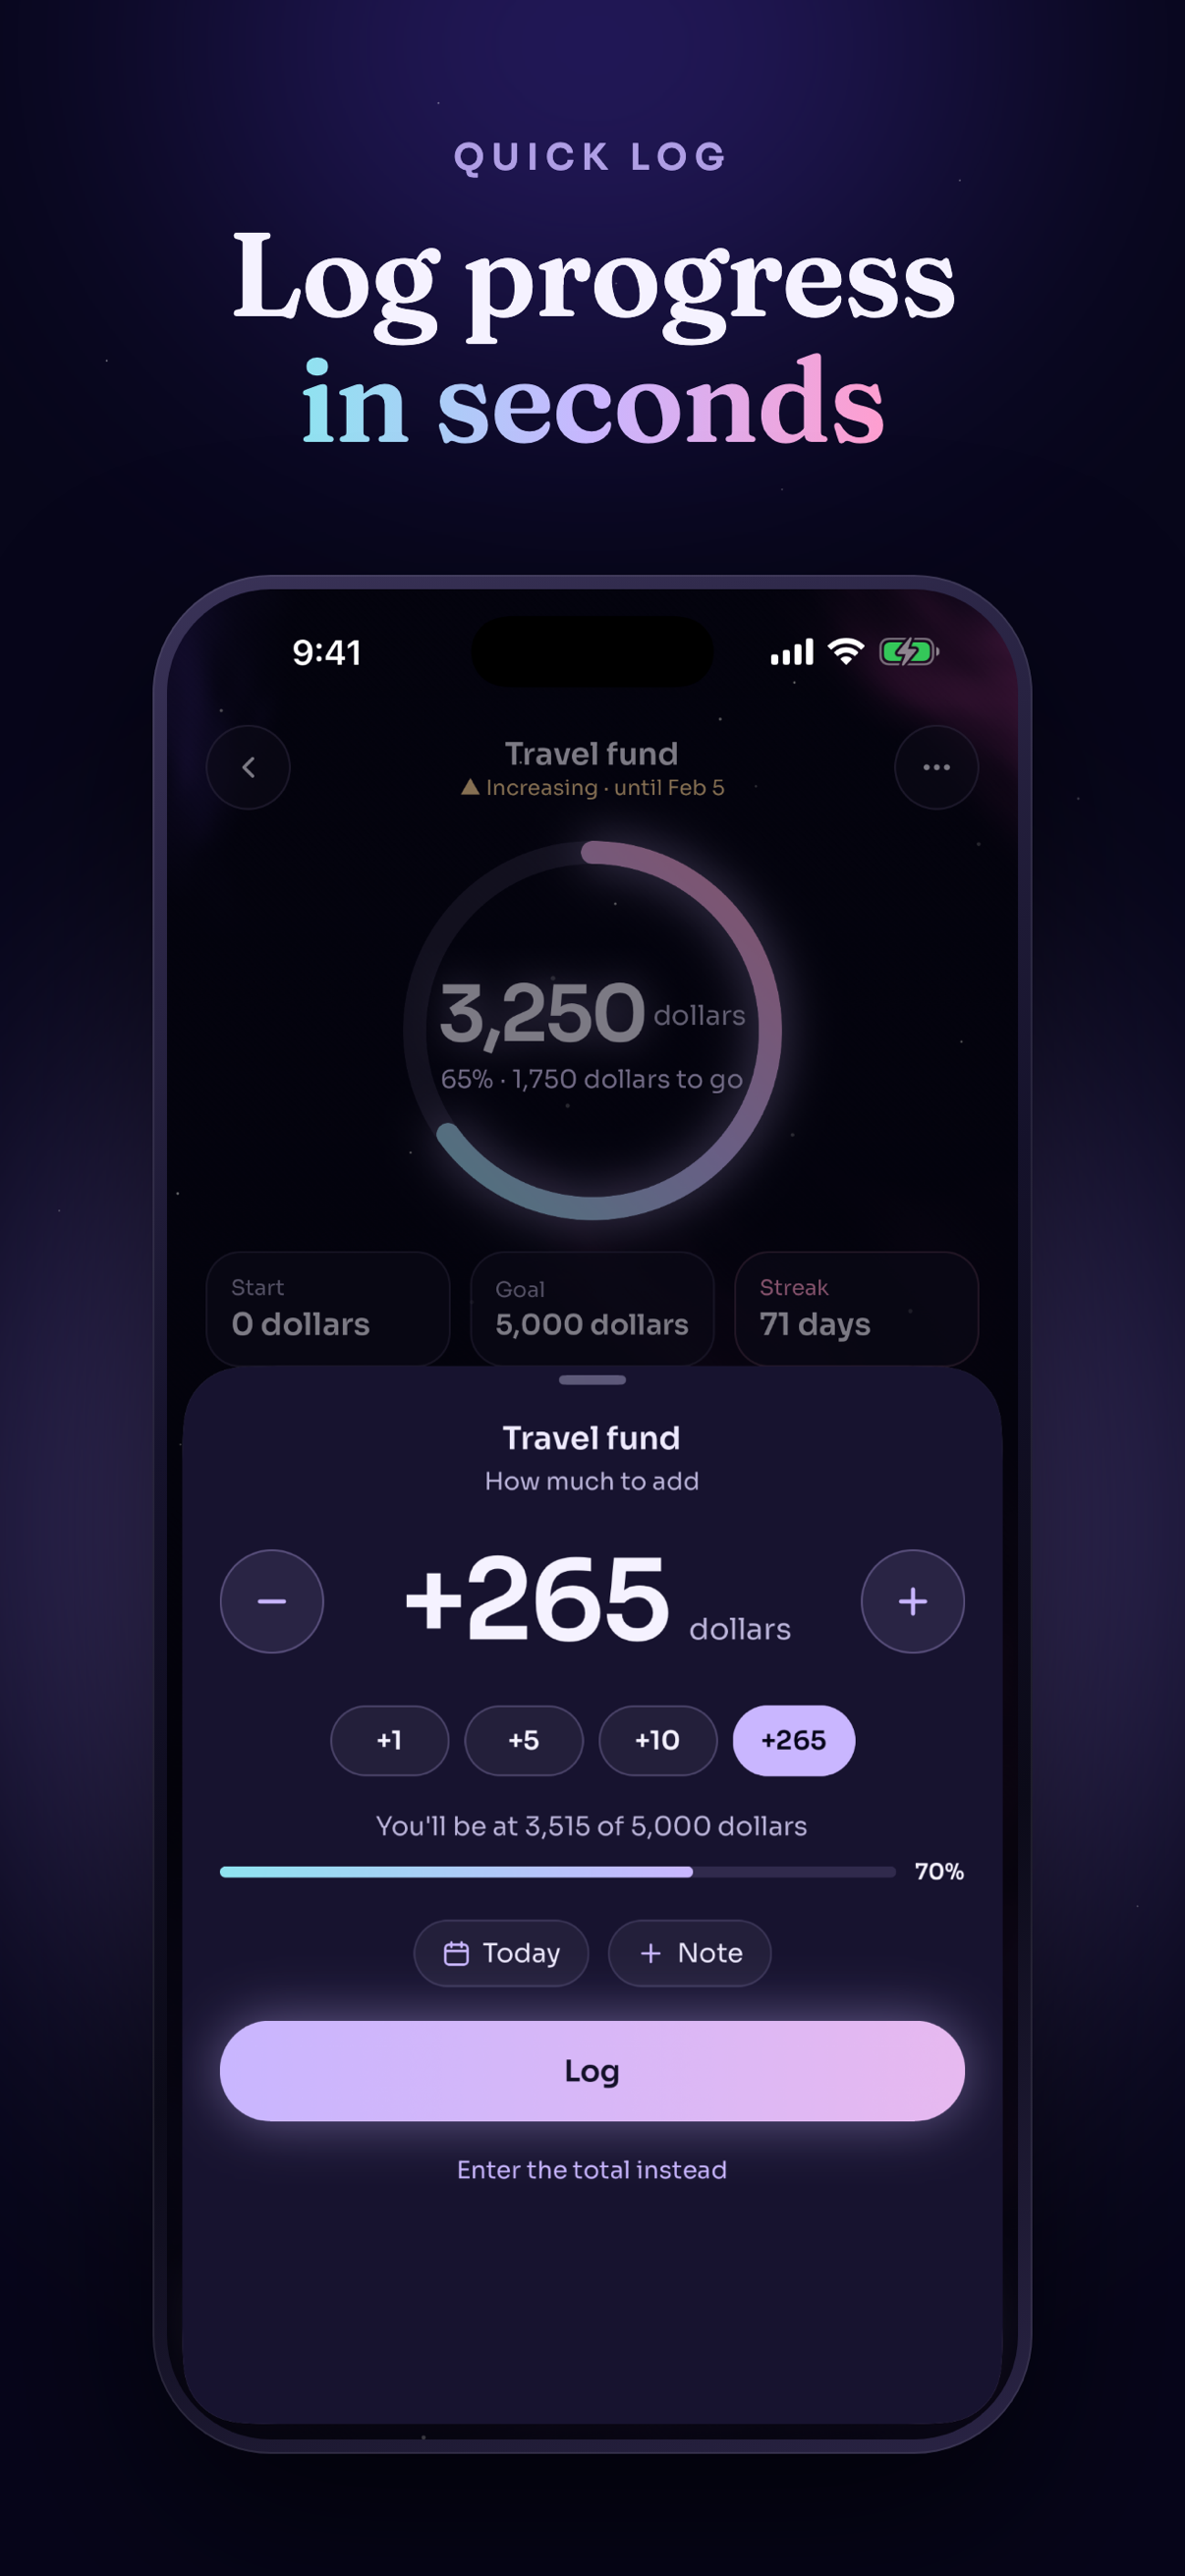 QUICK LOG
Log progress
in seconds
9:41
Travel fund
▲ Increasing · until Feb 5
3,250 dollars
65% · 1,750 dollars to go
Start
0 dollars
Goal
5,000 dollars
Streak
71 days
Travel fund
How much to add
+265 dollars
+1
+5
+10
+265
You'll be at 3,515 of 5,000 dollars
70%
Today
+ Note
Log
Enter the total instead